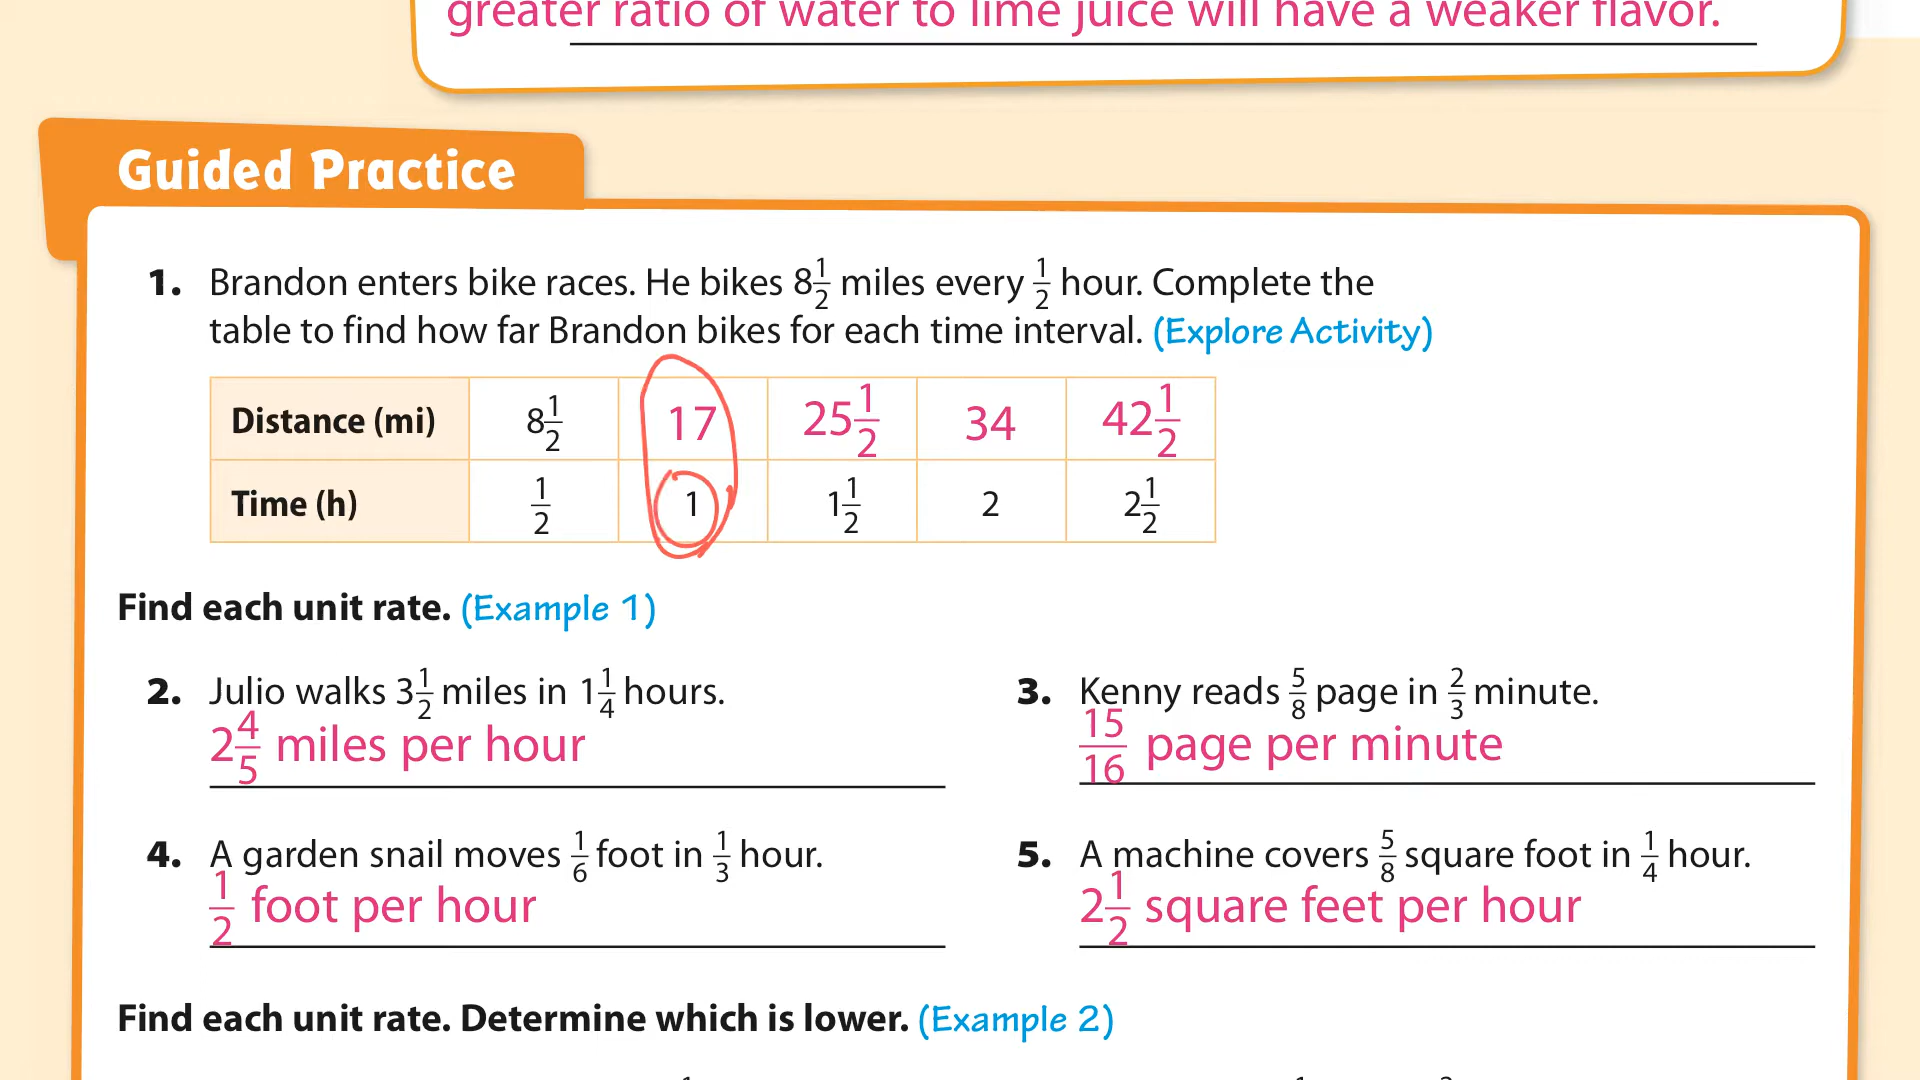 greater ratio of water to lime juice will have a weaker flavor.
Guided Practice
1. Brandon enters bike races. He bikes 8 1/2 miles every 1/2 hour. Complete the
table to find how far Brandon bikes for each time interval. (Explore Activity)
Distance (mi) 8 1/2 17 25 1/2 34 42 1/2
Time (h) 1/2 1 1 1/2 2 2 1/2
Find each unit rate. (Example 1)
2. Julio walks 3 1/2 miles in 1 1/4 hours.
2 4/5 miles per hour
3. Kenny reads 5/8 page in 2/3 minute.
15/16 page per minute
4. A garden snail moves 1/6 foot in 1/3 hour.
1/2 foot per hour
5. A machine covers 5/8 square foot in 1/4 hour.
2 1/2 square feet per hour
Find each unit rate. Determine which is lower. (Example 2)